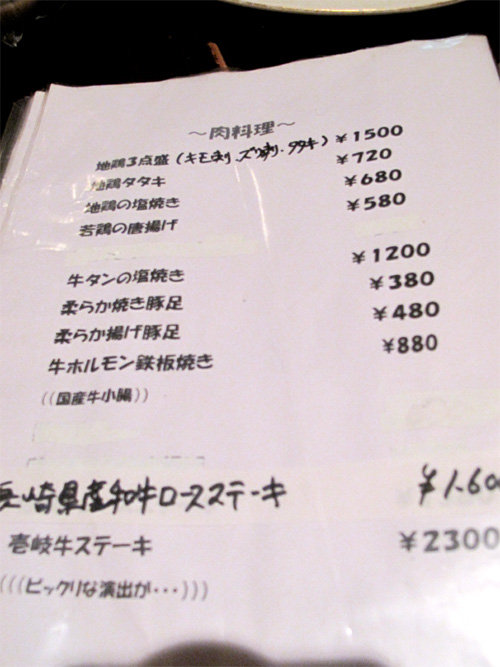 ～肉料理～
地鶏3点盛（キモ刺,ズリ刺・タタキ） ￥1500
地鶏タタキ ￥720
地鶏の塩焼き ￥680
若鶏の唐揚げ ￥580
牛タンの塩焼き ￥1200
柔らか焼き豚足 ￥380
柔らか揚げ豚足 ￥480
牛ホルモン鉄板焼き ￥880
((国産牛小腸))
長崎県産和牛ロースステーキ ￥1.60
壱岐牛ステーキ ￥2300
(((ビックリな演出が・・・)))